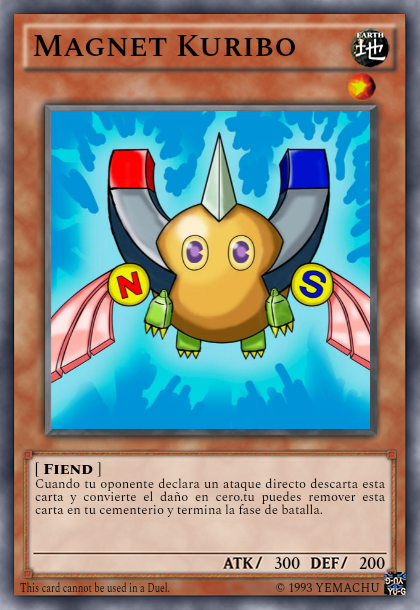 MAGNET KURIBO
EARTH
地
N
S
[ FIEND ]
Cuando tu oponente declara un ataque directo descarta esta
carta y convierte el daño en cero.tu puedes remover esta
carta en tu cementerio y termina la fase de batalla.
ATK/ 300 DEF/ 200
This card cannot be used in a Duel.
© 1993 YEMACHU
YU-G